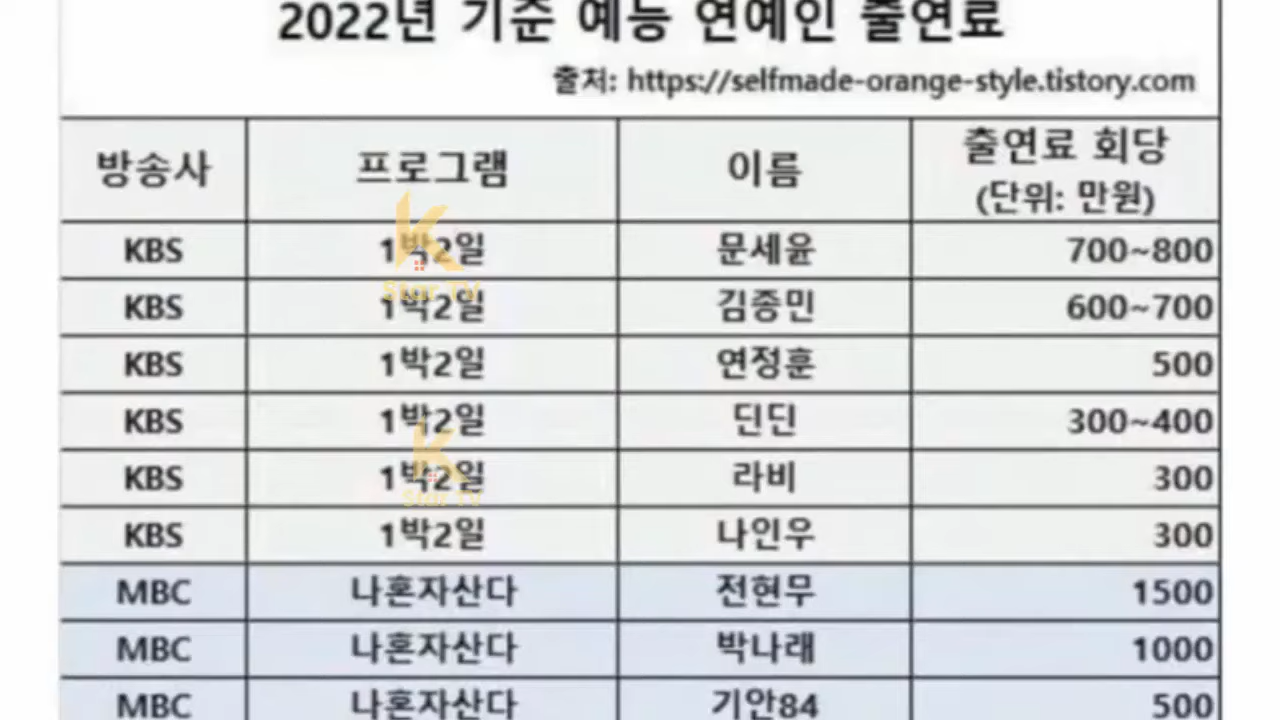 2022년 기준 예능 연예인 출연료
출처: https://selfmade-orange-style.tistory.com
방송사 프로그램 이름 출연료 회당
(단위: 만원)
KBS 1박2일 문세윤 700~800
KBS 1박2일 김종민 600~700
KBS 1박2일 연정훈 500
KBS 1박2일 딘딘 300~400
KBS 1박2일 라비 300
KBS 1박2일 나인우 300
MBC 나혼자산다 전현무 1500
MBC 나혼자산다 박나래 1000
MBC 나혼자산다 기안84 500
K
Star TV
K
Star TV